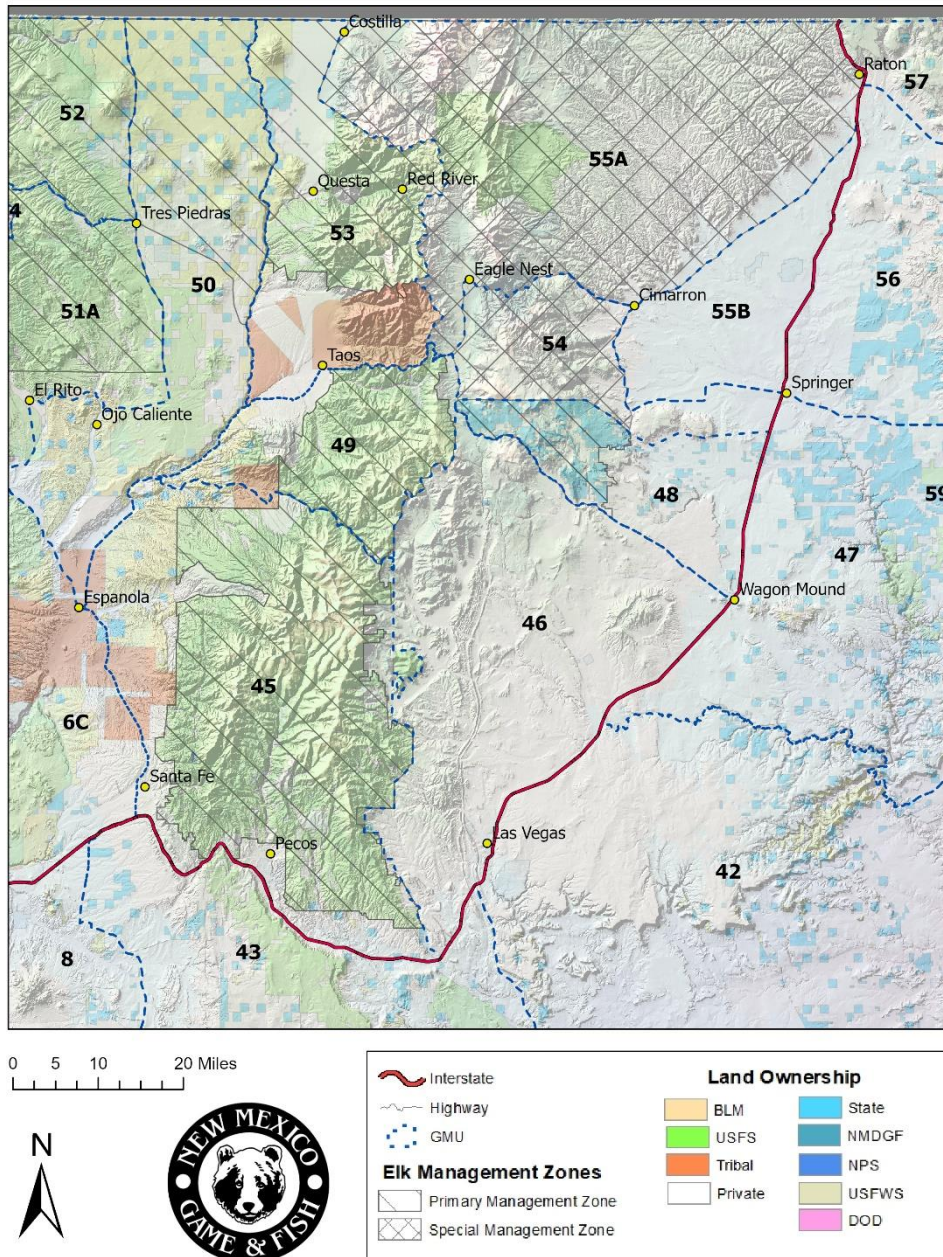 Costilla
Raton
57
52
55A
Questa
Red River
4
Tres Piedras
53
50
Eagle Nest
56
51A
Cimarron
55B
54
Taos
El Rito
Springer
Ojo Caliente
49
48
59
47
Espanola
Wagon Mound
46
45
6C
Santa Fe
Las Vegas
Pecos
42
43
8
0 5 10 20 Miles
N
NEW MEXICO
GAME & FISH
Interstate
Highway
GMU
Elk Management Zones
Primary Management Zone
Special Management Zone
Land Ownership
BLM
USFS
Tribal
Private
State
NMDGF
NPS
USFWS
DOD